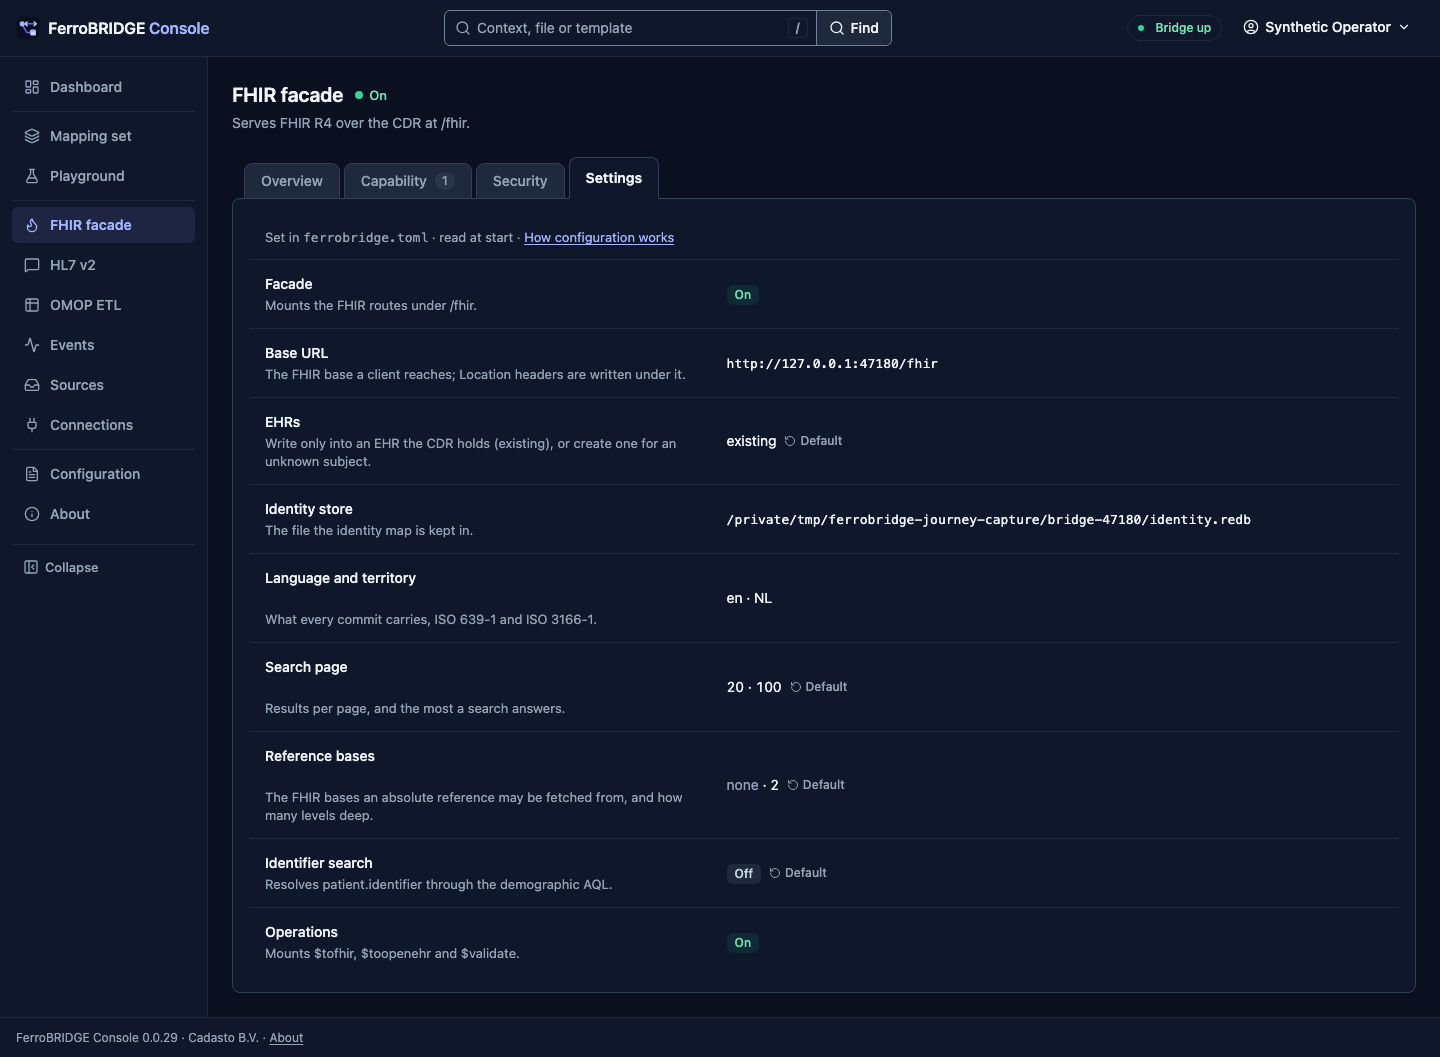 FerroBRIDGE Console
Context, file or template
/
Find
Bridge up
Synthetic Operator
Dashboard
Mapping set
Playground
FHIR facade
HL7 v2
OMOP ETL
Events
Sources
Connections
Configuration
About
Collapse
FHIR facade
On
Serves FHIR R4 over the CDR at /fhir.
Overview
Capability 1
Security
Settings
Set in ferrobridge.toml · read at start · How configuration works
Facade
Mounts the FHIR routes under /fhir.
On
Base URL
The FHIR base a client reaches; Location headers are written under it.
http://127.0.0.1:47180/fhir
EHRs
Write only into an EHR the CDR holds (existing), or create one for an
unknown subject.
existing Default
Identity store
The file the identity map is kept in.
/private/tmp/ferrobridge-journey-capture/bridge-47180/identity.redb
Language and territory
What every commit carries, ISO 639-1 and ISO 3166-1.
en · NL
Search page
Results per page, and the most a search answers.
20 · 100 Default
Reference bases
The FHIR bases an absolute reference may be fetched from, and how
many levels deep.
none · 2 Default
Identifier search
Resolves patient.identifier through the demographic AQL.
Off Default
Operations
Mounts $tofhir, $toopenehr and $validate.
On
FerroBRIDGE Console 0.0.29 · Cadasto B.V. · About